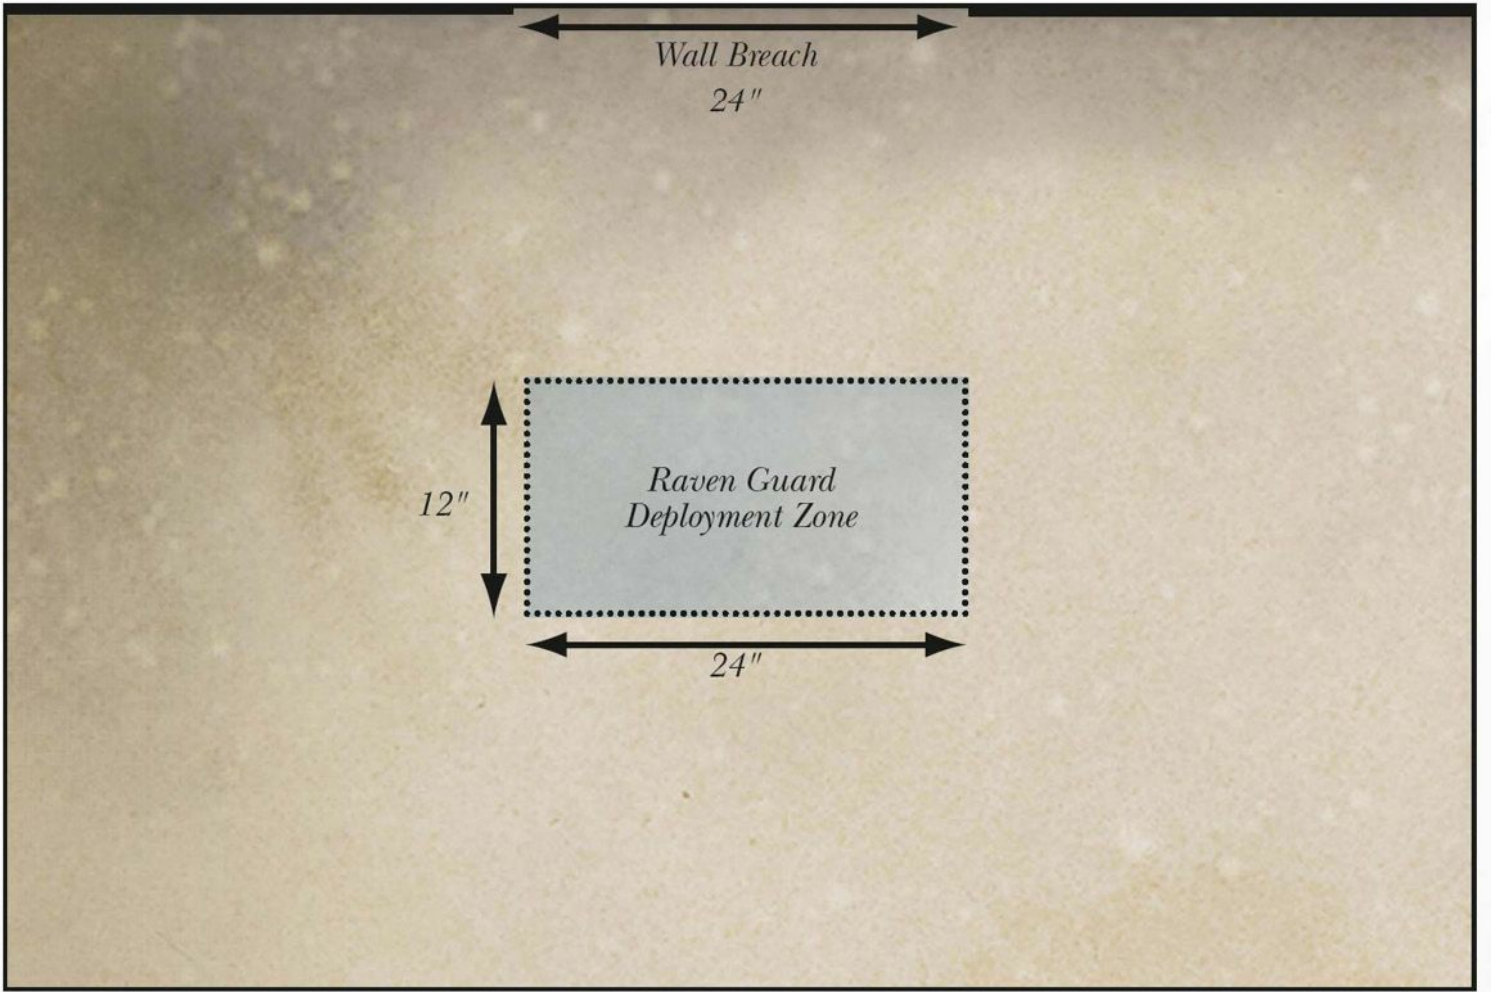 Wall Breach
24"
Raven Guard
Deployment Zone
12"
24"